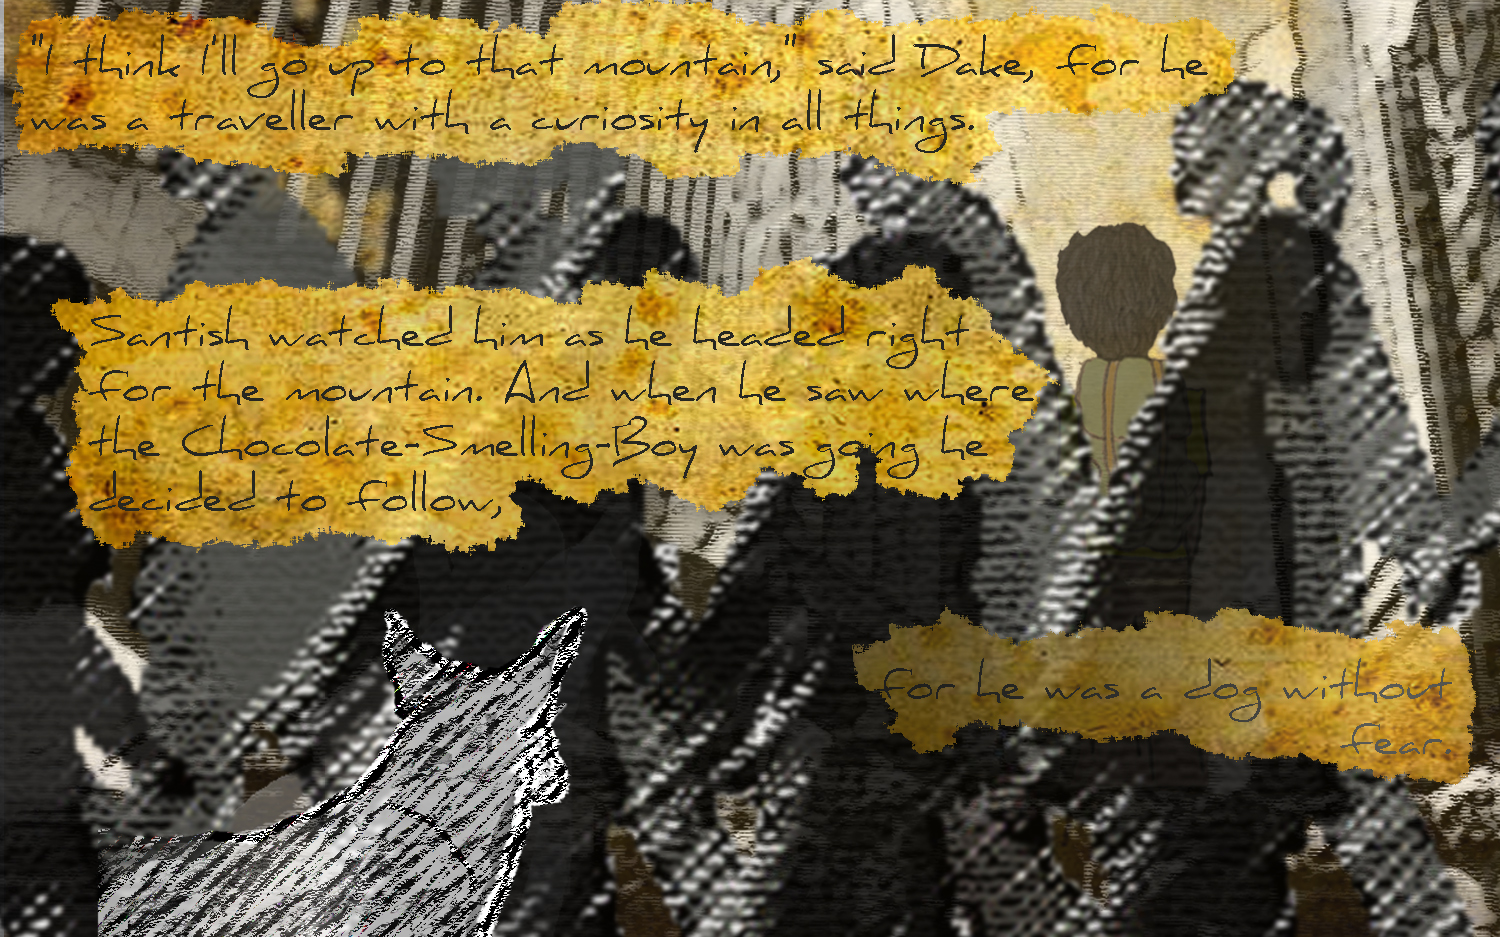 "I think I'll go up to that mountain," said Dake, for he
was a traveller with a curiosity in all things.
Santish watched him as he headed right
for the mountain. And when he saw where
the Chocolate-Smelling-Boy was going he
decided to follow,
for he was a dog without
fear.